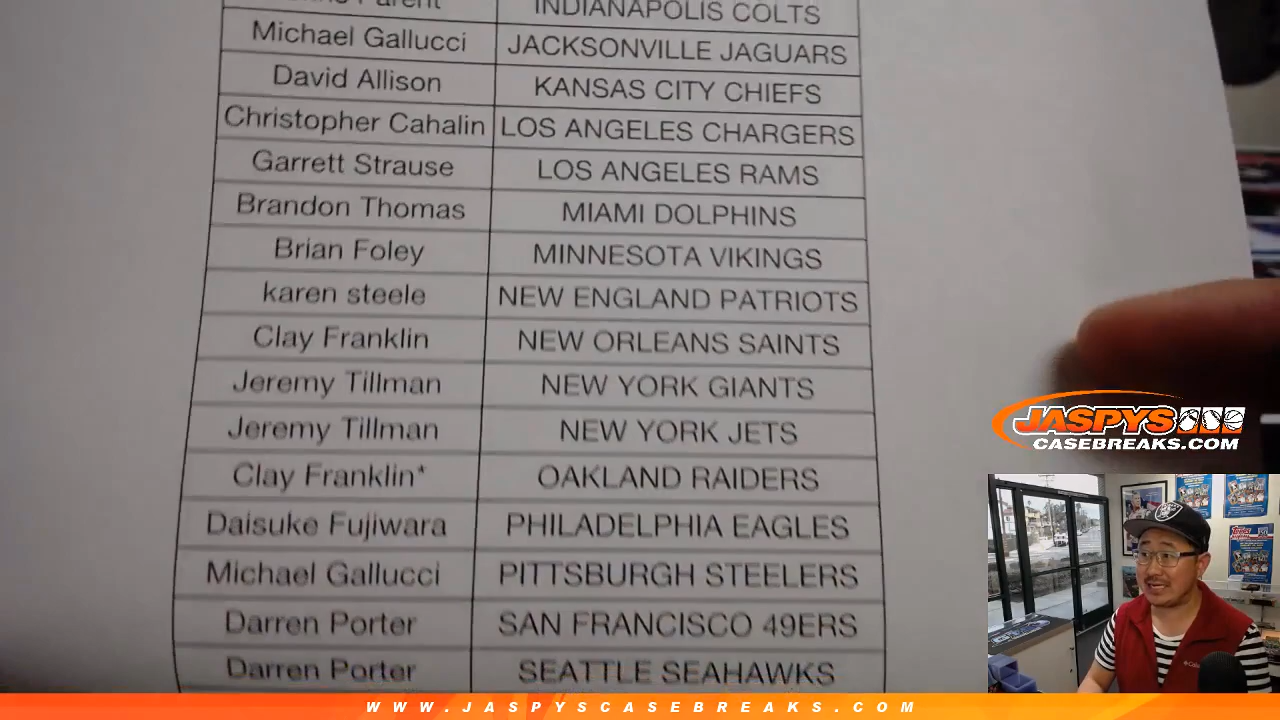 Parent INDIANAPOLIS COLTS
Michael Gallucci JACKSONVILLE JAGUARS
David Allison KANSAS CITY CHIEFS
Christopher Cahalin LOS ANGELES CHARGERS
Garrett Strause LOS ANGELES RAMS
Brandon Thomas MIAMI DOLPHINS
Brian Foley MINNESOTA VIKINGS
karen steele NEW ENGLAND PATRIOTS
Clay Franklin NEW ORLEANS SAINTS
Jeremy Tillman NEW YORK GIANTS
Jeremy Tillman NEW YORK JETS
Clay Franklin* OAKLAND RAIDERS
Daisuke Fujiwara PHILADELPHIA EAGLES
Michael Gallucci PITTSBURGH STEELERS
Darren Porter SAN FRANCISCO 49ERS
Darren Porter SEATTLE SEAHAWKS
JASPYS
CASEBREAKS.COM
WWW.JASPYSCASEBREAKS.COM